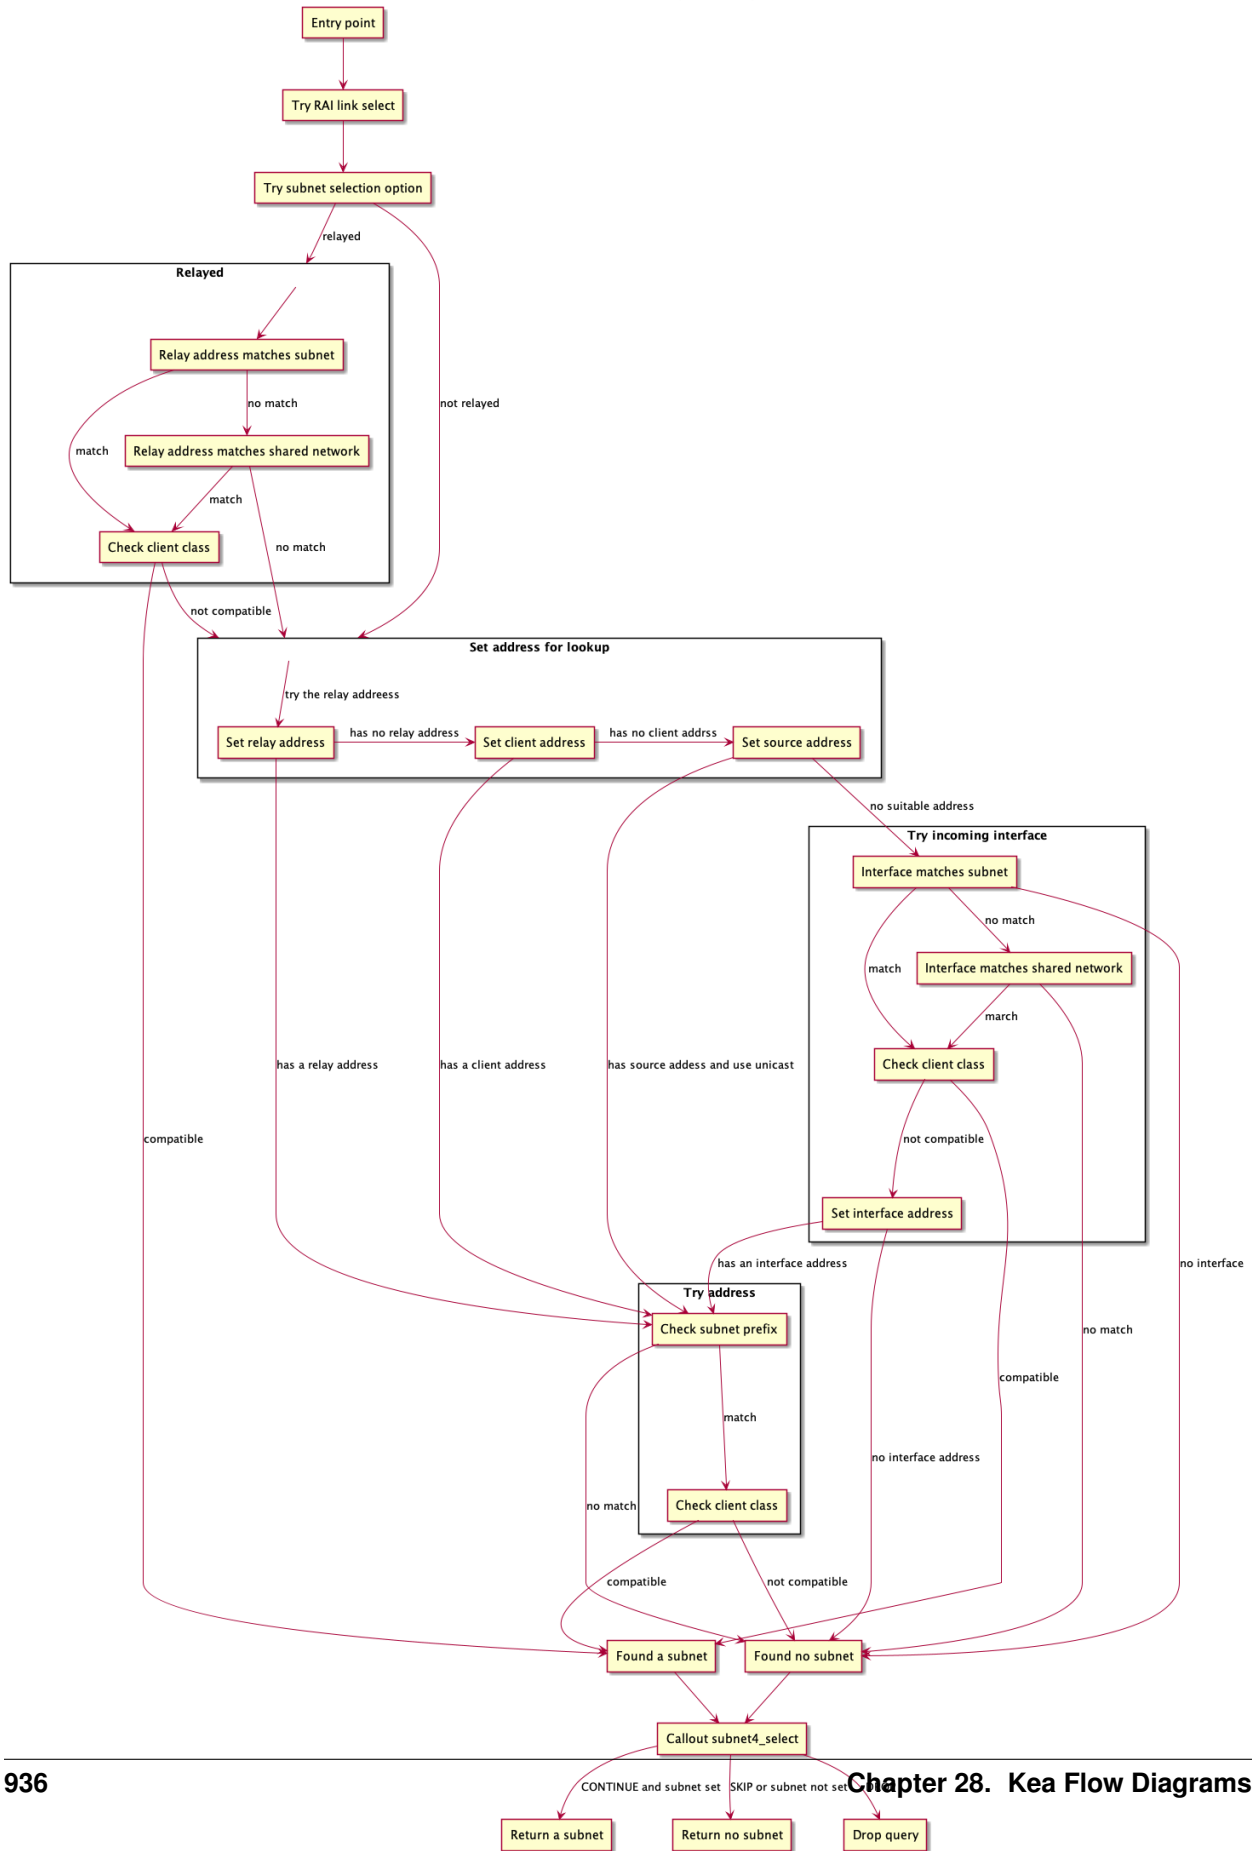 Entry point
Try RAI link select
Try subnet selection option
relayed
Relayed
Relay address matches subnet
no match
not relayed
match
Relay address matches shared network
match
Check client class
no match
not compatible
Set address for lookup
try the relay addreess
Set relay address
has no relay address
Set client address
has no client addrss
Set source address
no suitable address
Try incoming interface
Interface matches subnet
no match
match
Interface matches shared network
march
Check client class
has a relay address
has a client address
has source addess and use unicast
compatible
not compatible
Set interface address
has an interface address
no interface
Try address
Check subnet prefix
no match
compatible
match
no interface address
Check client class
no match
compatible
not compatible
Found a subnet
Found no subnet
Callout subnet4_select
936
Chapter 28. Kea Flow Diagrams
CONTINUE and subnet set
SKIP or subnet not set
Return a subnet
Return no subnet
Drop query